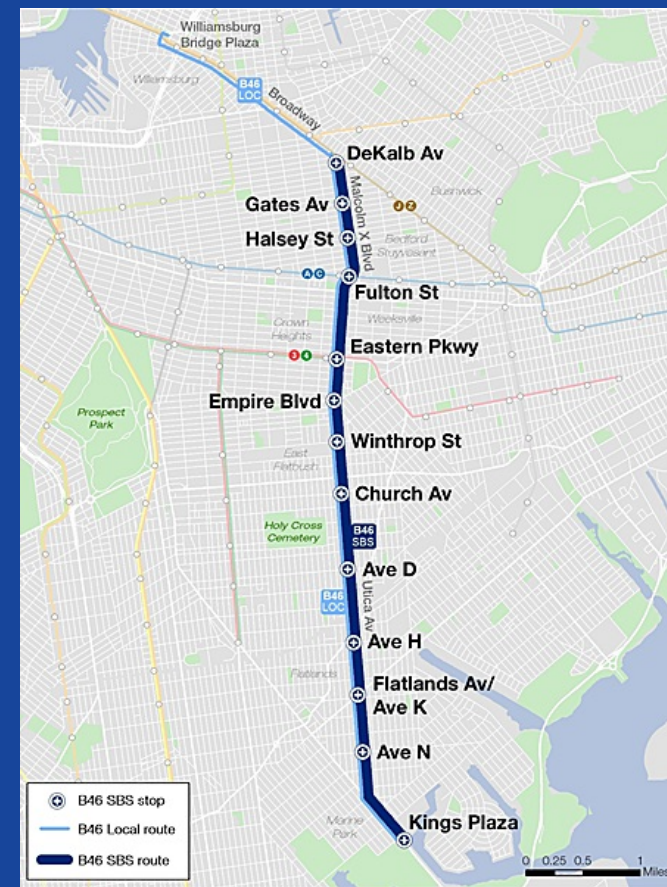 Williamsburg
Bridge Plaza
Williamsburg
B46
LOC
Broadway
DeKalb Av
Malcolm X Blvd
Bushwick
Gates Av
J Z
Halsey St
Bedford
Stuyvesant
A C
Fulton St
Weeksville
Crown
Heights
3 4
Eastern Pkwy
Empire Blvd
Prospect
Park
Winthrop St
East
Flatbush
Church Av
Holy Cross
Cemetery
B46
SBS
Ave D
B46
LOC
Utica Av
Ave H
Flatlands
Flatlands Av/
Ave K
Ave N
Marine
Park
Kings Plaza
B46 SBS stop
B46 Local route
B46 SBS route
0 0.25 0.5 1
Miles